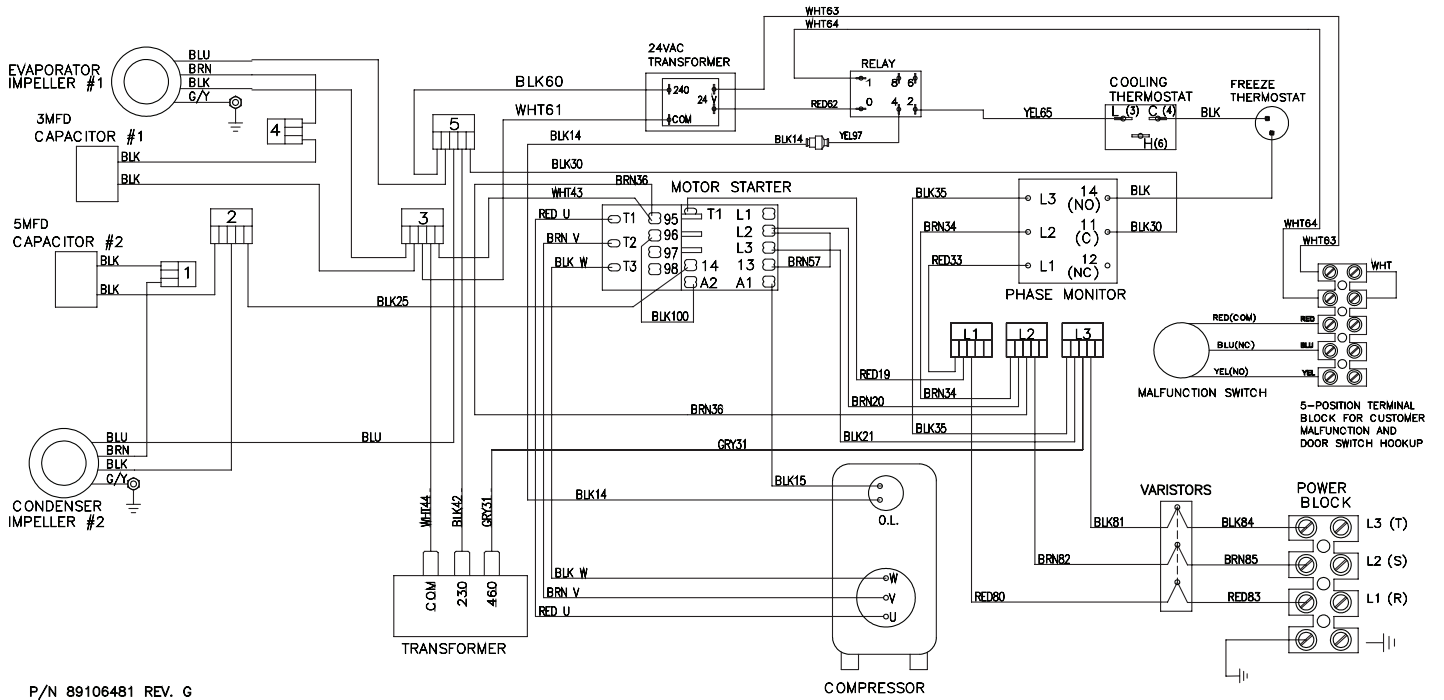 WHT63
WHT64
24VAC
TRANSFORMER
RELAY
BLU
BRN
BLK
G/Y
EVAPORATOR
IMPELLER #1
BLK60
240
24 V
COM
1 8 6
0 4 2
RED62
COOLING
THERMOSTAT
L (3) C (4)
H(6)
FREEZE
THERMOSTAT
YEL65
BLK
3MFD
CAPACITOR #1
4
5
WHT61
BLK14
BLK14
YEL97
BLK
BLK
BLK30
BRN36
MOTOR STARTER
WHT43
BLK35
L3 14
(NO)
BLK
L2 11
(C)
BLK30
L1 12
(NC)
PHASE MONITOR
BRN34
RED33
5MFD
CAPACITOR #2
2
3
RED U
T1 95 T1 L1
96 L2
BRN V
T2 97 L3
BLK W
T3 98 14 13
A2 A1
BRN57
BLK
1
BLK
BLK25
BLK100
WHT64
WHT63
WHT
RED(COM)
RED
BLU(NC)
BLU
YEL(NO)
YEL
MALFUNCTION SWITCH
5-POSITION TERMINAL
BLOCK FOR CUSTOMER
MALFUNCTION AND
DOOR SWITCH HOOKUP
L1 L2 L3
RED19
BRN34
BRN36
BRN20
BLK35
BLK21
GRY31
BLU
BRN
BLK
G/Y
BLU
CONDENSER
IMPELLER #2
WHT44
BLK42
GRY31
BLK14
BLK15
O.L.
VARISTORS
POWER
BLOCK
BLK81
BLK84
L3 (T)
BRN82
BRN85
L2 (S)
RED80
RED83
L1 (R)
BLK W
BRN V
RED U
W
V
U
COM
230
460
TRANSFORMER
COMPRESSOR
P/N 89106481 REV. G